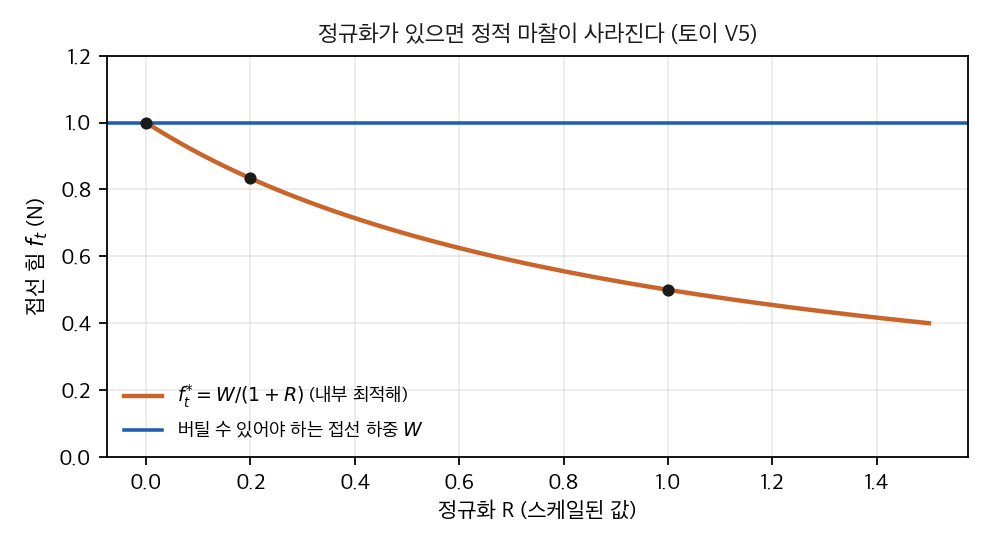 정규화가 있으면 정적 마찰이 사라진다 (토이 V5)
접선 힘 f_t (N)
1.2
1.0
0.8
0.6
0.4
0.2
0.0
f_t^* = W/(1 + R) (내부 최적해)
버틸 수 있어야 하는 접선 하중 W
0.0 0.2 0.4 0.6 0.8 1.0 1.2 1.4
정규화 R (스케일된 값)